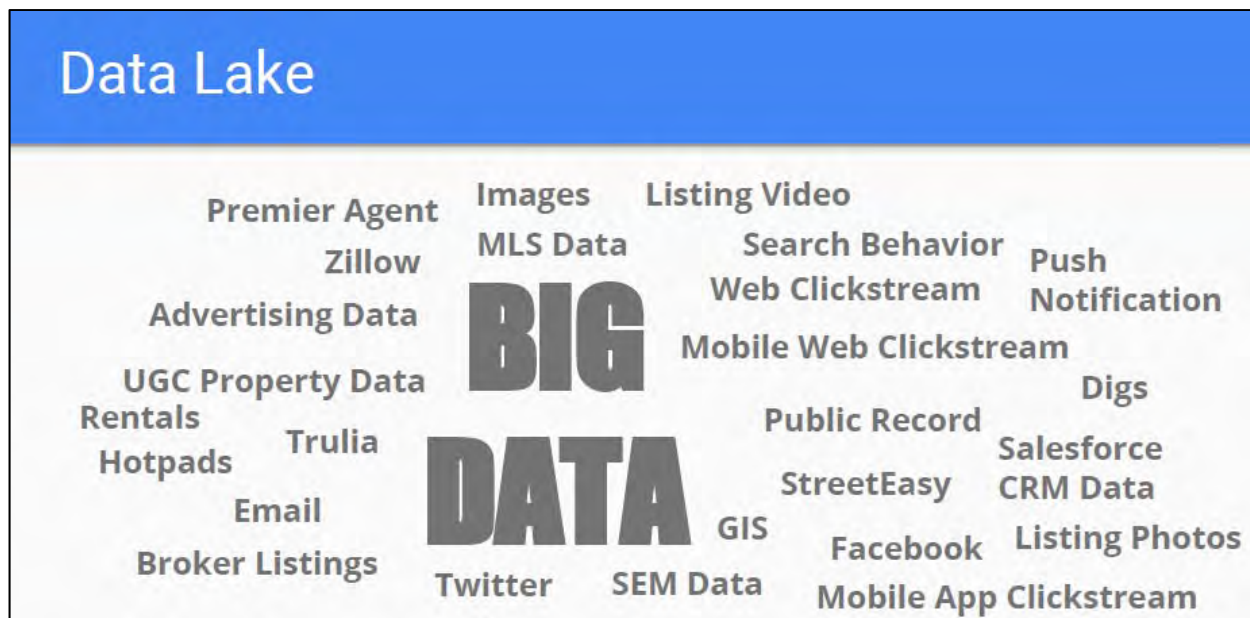 Data Lake
Images
Listing Video
Premier Agent
MLS Data
Search Behavior
Zillow
Push
Notification
Web Clickstream
Advertising Data
BIG
Mobile Web Clickstream
UGC Property Data
Digs
Rentals
Public Record
Trulia
Hotpads
Salesforce
CRM Data
DATA
StreetEasy
Email
GIS
Listing Photos
Facebook
Broker Listings
Twitter
SEM Data
Mobile App Clickstream